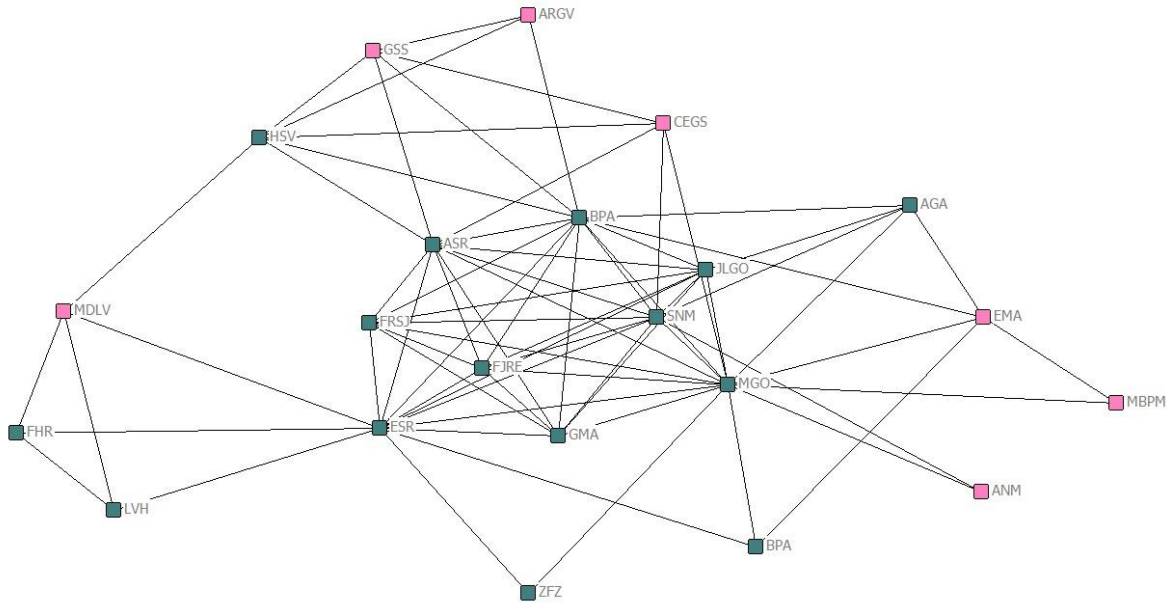 ARGV
GSS
CEGS
HSV
AGA
BPA
ASR
JLGO
MDLV
SNM
EMA
FRSJ
FJRE
MGO
MBPM
FHR
ESR
GMA
ANM
LVH
BPA
ZFZ